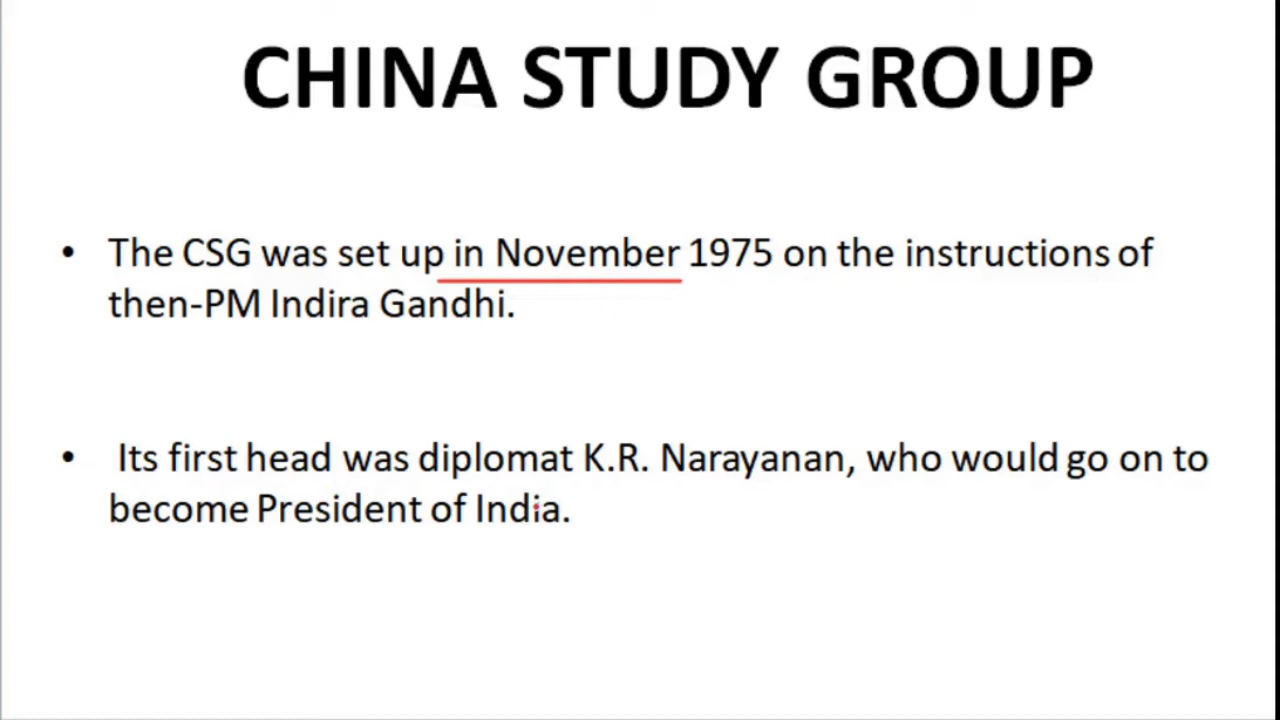 CHINA STUDY GROUP
• The CSG was set up in November 1975 on the instructions of
then-PM Indira Gandhi.
• Its first head was diplomat K.R. Narayanan, who would go on to
become President of India.